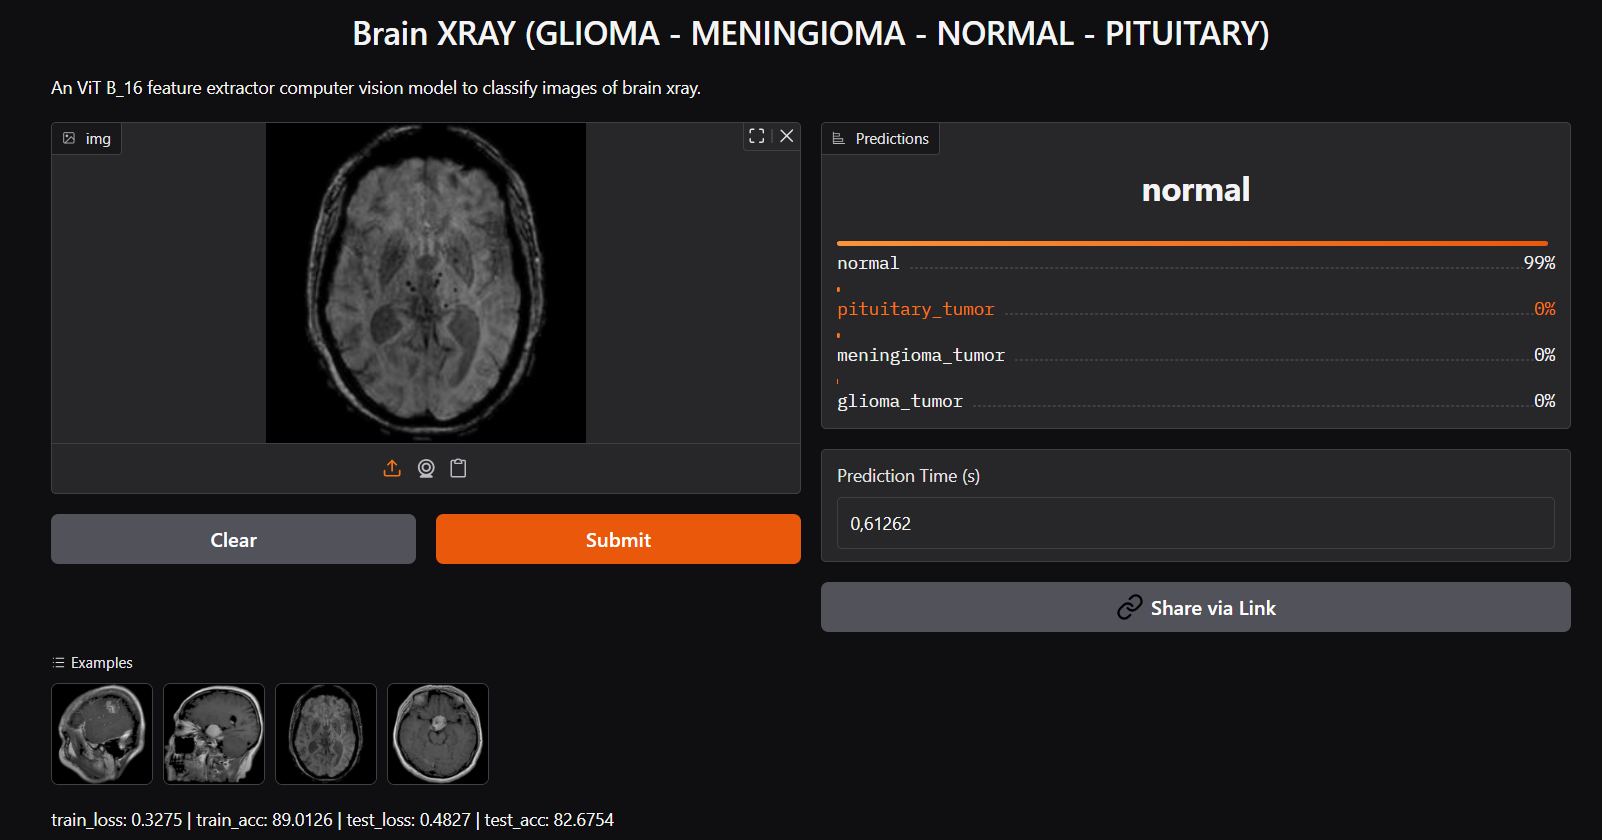 Brain XRAY (GLIOMA - MENINGIOMA - NORMAL - PITUITARY)
An ViT B_16 feature extractor computer vision model to classify images of brain xray.
img
Predictions
normal
normal 99%
pituitary_tumor 0%
meningioma_tumor 0%
glioma_tumor 0%
Prediction Time (s)
0,61262
Clear
Submit
Share via Link
Examples
train_loss: 0.3275 | train_acc: 89.0126 | test_loss: 0.4827 | test_acc: 82.6754